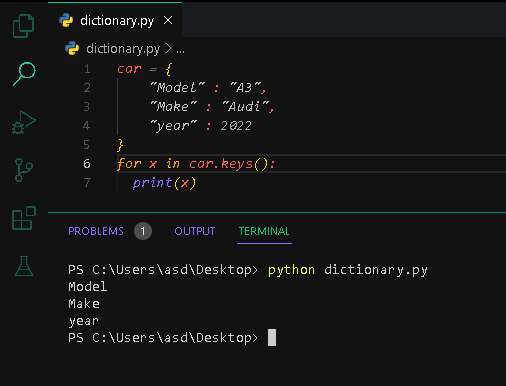 dictionary.py ×
dictionary.py > ...
1 car = {
2 "Model" : "A3",
3 "Make" : "Audi",
4 "year" : 2022
5 }
6 for x in car.keys():
7 print(x)
PROBLEMS 1 OUTPUT TERMINAL
PS C:\Users\asd\Desktop> python dictionary.py
Model
Make
year
PS C:\Users\asd\Desktop>